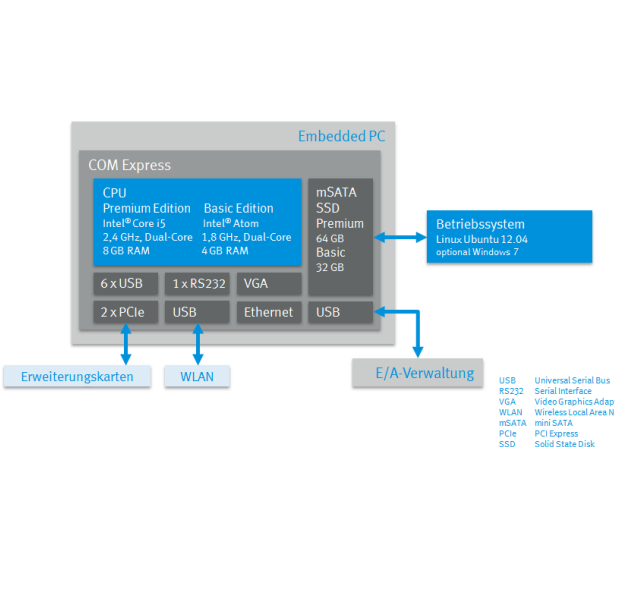 Embedded PC
COM Express
CPU
Premium Edition Basic Edition
Intel® Core i5 Intel® Atom
2,4 GHz, Dual-Core 1,8 GHz, Dual-Core
8 GB RAM 4 GB RAM
mSATA
SSD
Premium
64 GB
Basic
32 GB
Betriebssystem
Linux Ubuntu 12.04
optional Windows 7
6 x USB 1 x RS232 VGA
2 x PCIe USB Ethernet USB
Erweiterungskarten WLAN E/A-Verwaltung
USB Universal Serial Bus
RS232 Serial Interface
VGA Video Graphics Adap
WLAN Wireless Local Area N
mSATA mini SATA
PCIe PCI Express
SSD Solid State Disk